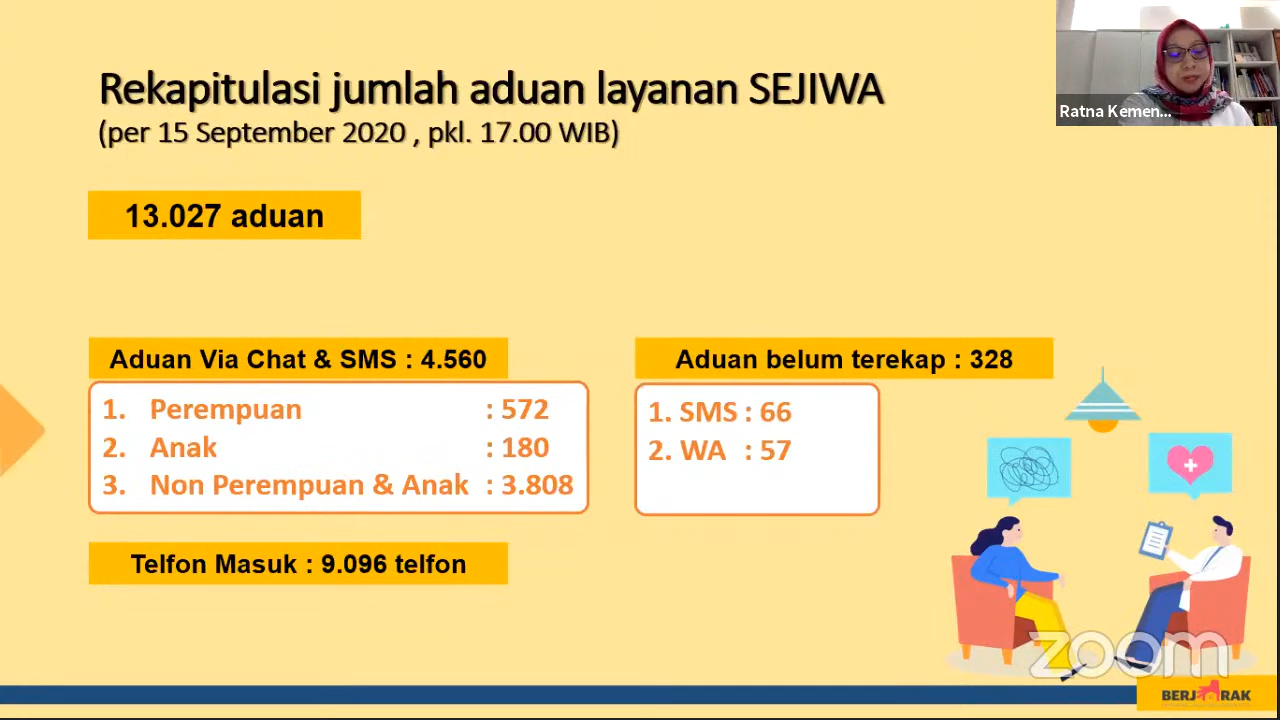 Rekapitulasi jumlah aduan layanan SEJIWA
(per 15 September 2020 , pkl. 17.00 WIB)
Ratna Kemen...
13.027 aduan
Aduan Via Chat & SMS : 4.560
1. Perempuan : 572
2. Anak : 180
3. Non Perempuan & Anak : 3.808
Aduan belum terekap : 328
1. SMS : 66
2. WA : 57
Telfon Masuk : 9.096 telfon
zoom
BERJARAK